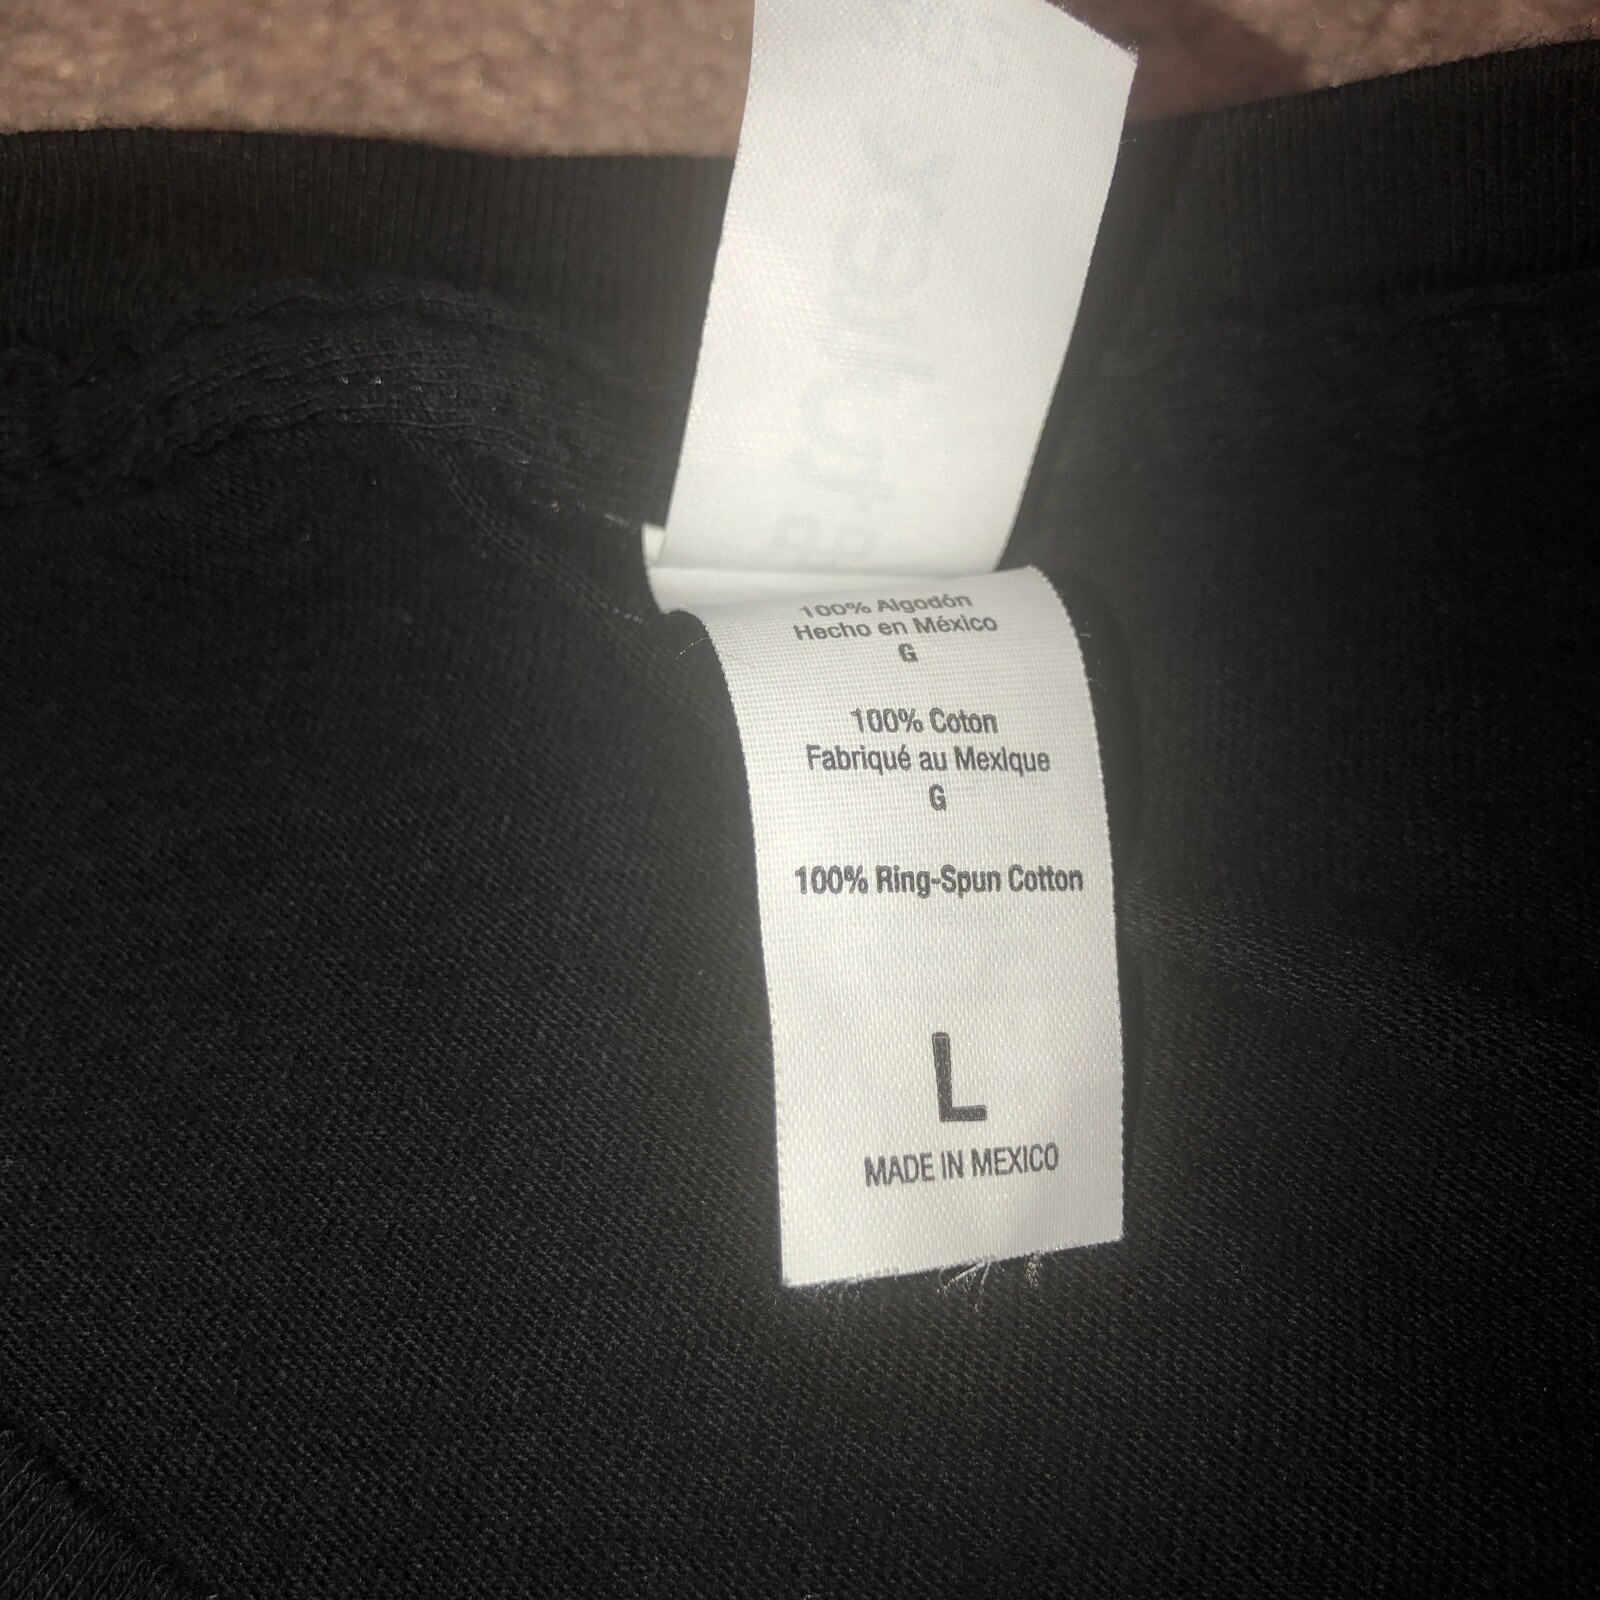 100% Algodón
Hecho en México
G
100% Coton
Fabriqué au Mexique
G
100% Ring-Spun Cotton
L
MADE IN MEXICO